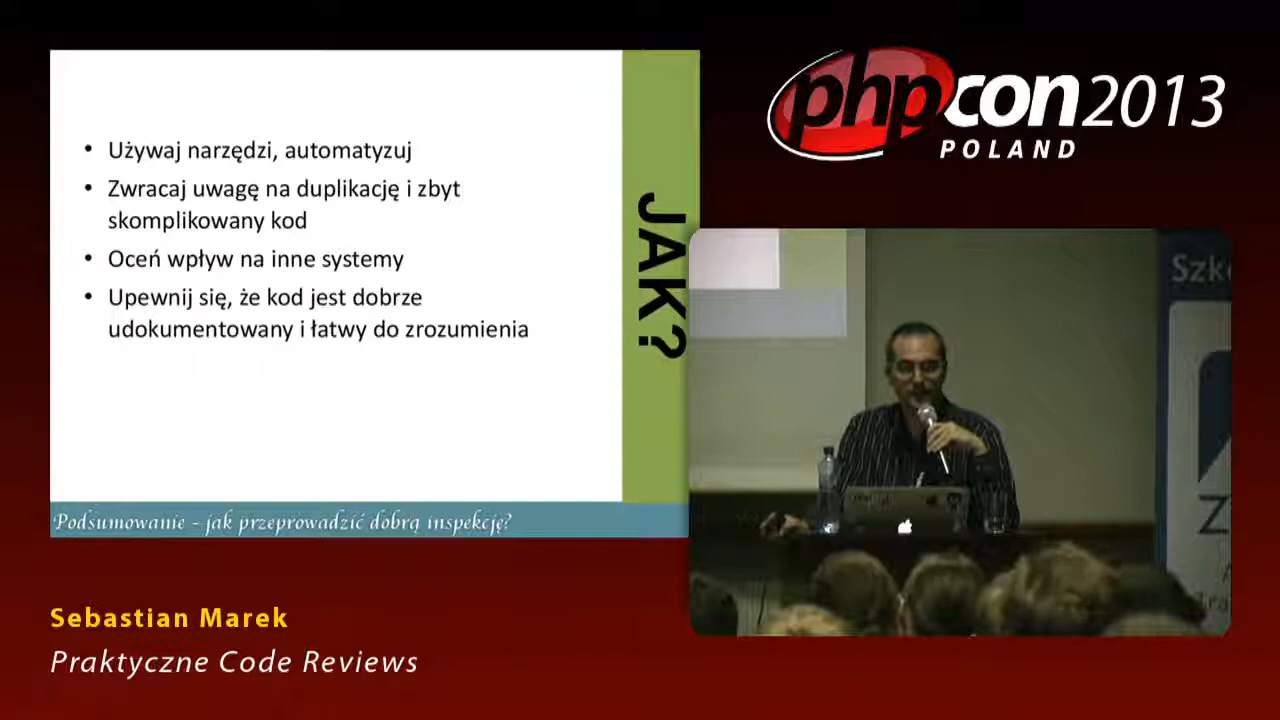 • Używaj narzędzi, automatyzuj
• Zwracaj uwagę na duplikację i zbyt
skomplikowany kod
• Oceń wpływ na inne systemy
• Upewnij się, że kod jest dobrze
udokumentowany i łatwy do zrozumienia
JAK?
Podsumowanie - jak przeprowadzić dobrą inspekcję?
phpcon2013
POLAND
Sebastian Marek
Praktyczne Code Reviews